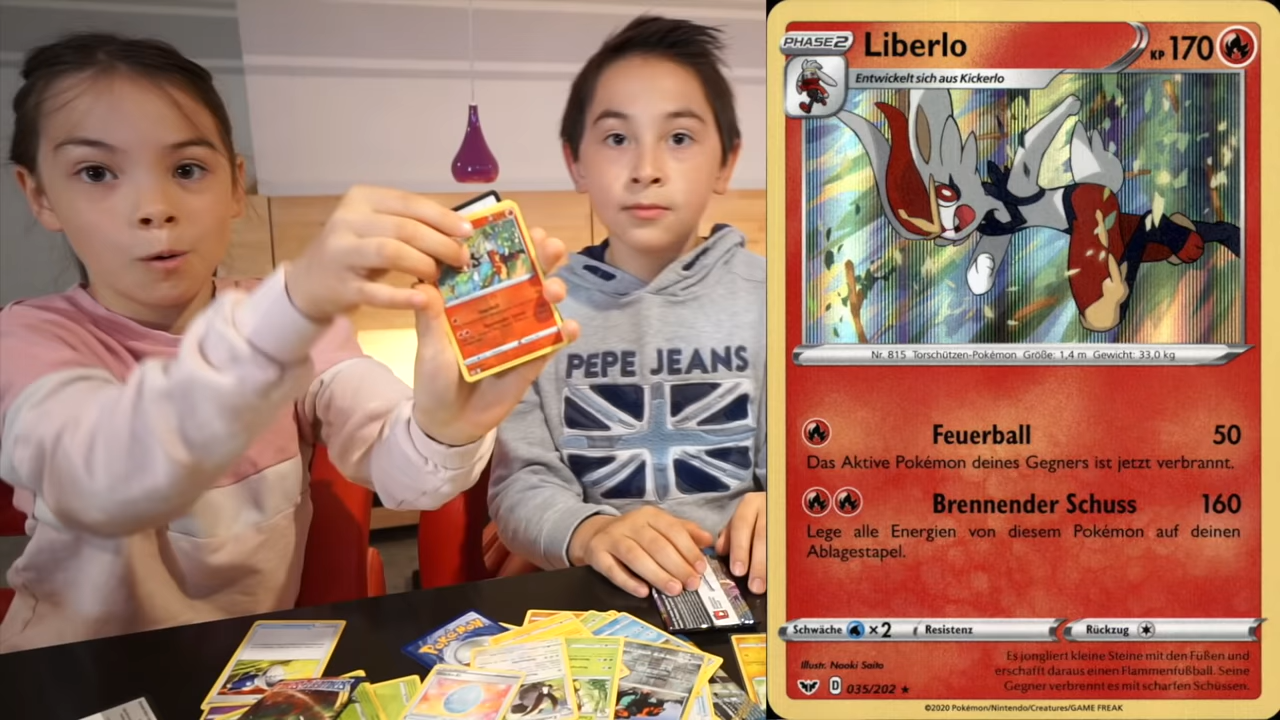 PEPE JEANS
Pokémon
PHASE 2
Liberlo
KP 170
Entwickelt sich aus Kickerlo
Nr. 815 Torschützen-Pokémon Größe: 1,4 m Gewicht: 33,0 kg
Feuerball 50
Das Aktive Pokémon deines Gegners ist jetzt verbrannt.
Brennender Schuss 160
Lege alle Energien von diesem Pokémon auf deinen
Ablagestapel.
Schwäche ×2 Resistenz Rückzug
Illustr. Naoki Saito
D 035/202 ★
Es jongliert kleine Steine mit den Füßen und
erschafft daraus einen Flammenfußball. Seine
Gegner verbrennt es mit scharfen Schüssen.
©2020 Pokémon/Nintendo/Creatures/GAME FREAK